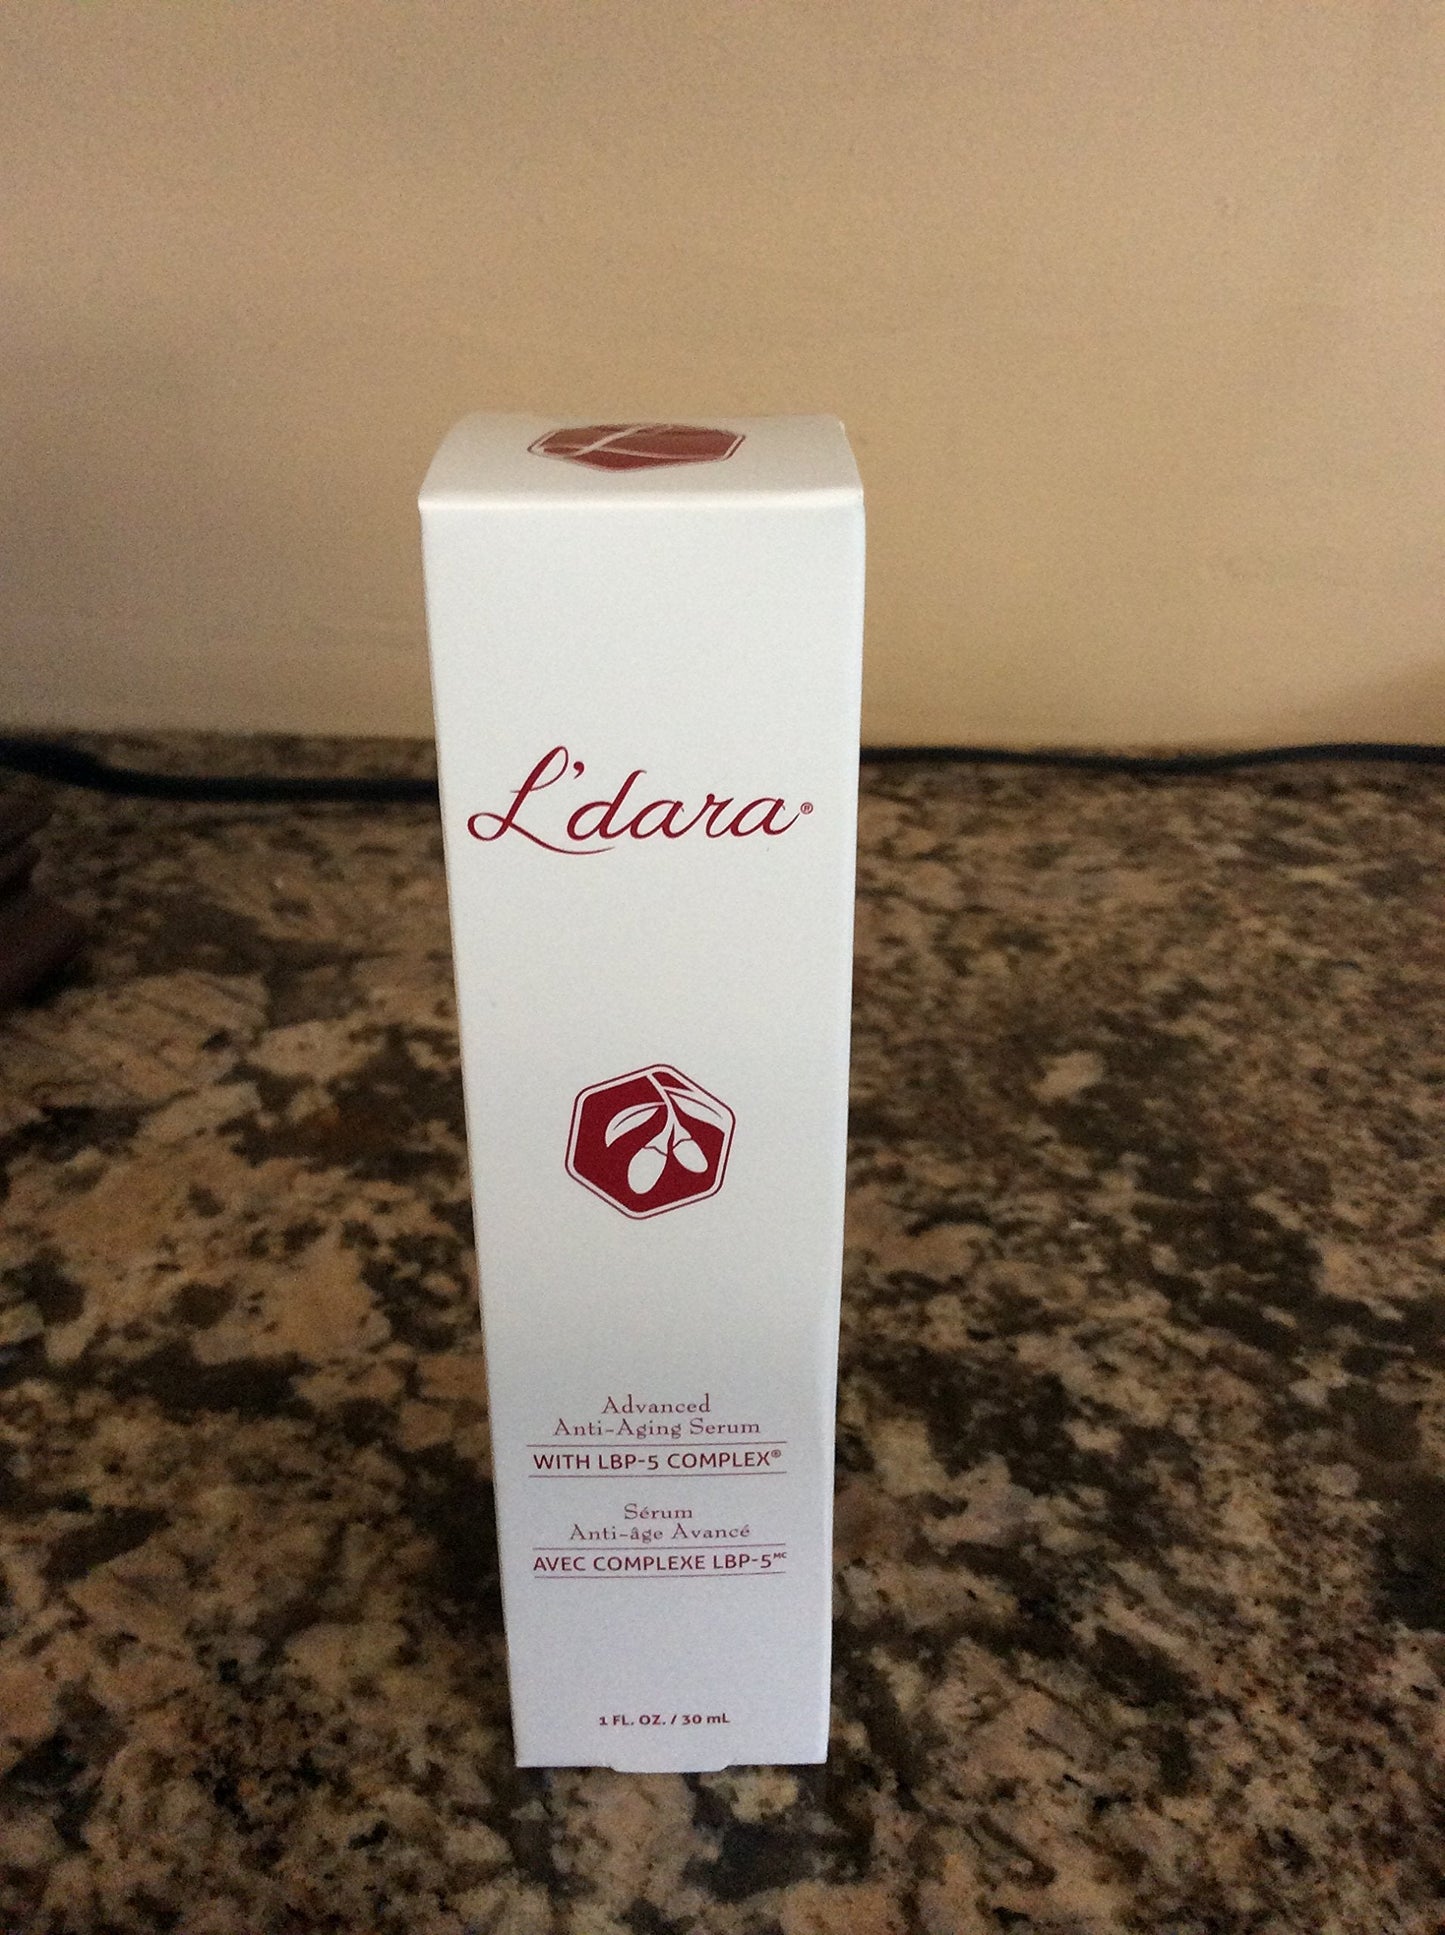 L
L'dara®
Advanced
Anti-Aging Serum
WITH LBP-5 COMPLEX®
Sérum
Anti-âge Avancé
AVEC COMPLEXE LBP-5ᴹᶜ
1 FL. OZ. / 30 mL